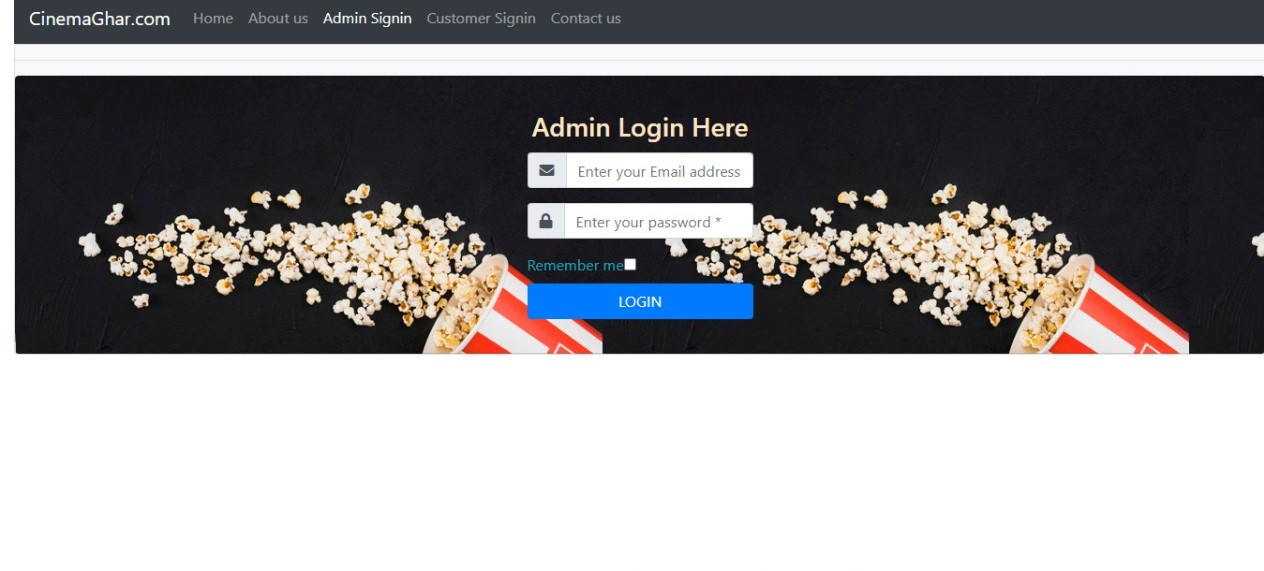 CinemaGhar.com Home About us Admin Signin Customer Signin Contact us
Admin Login Here
Enter your Email address
Enter your password *
Remember me
LOGIN